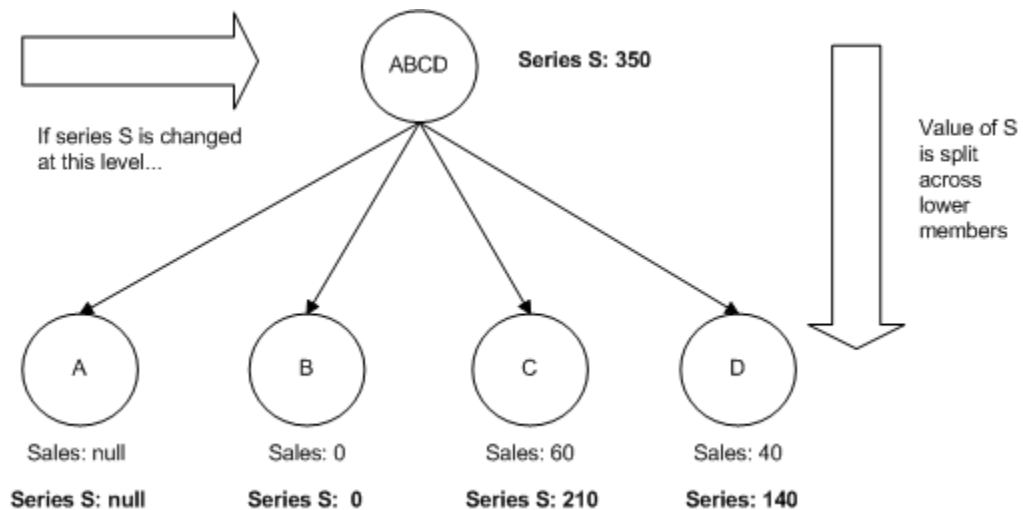 ABCD
Series S: 350
If series S is changed
at this level...
Value of S
is split
across
lower
members
A
B
C
D
Sales: null
Sales: 0
Sales: 60
Sales: 40
Series S: null
Series S:  0
Series S: 210
Series: 140